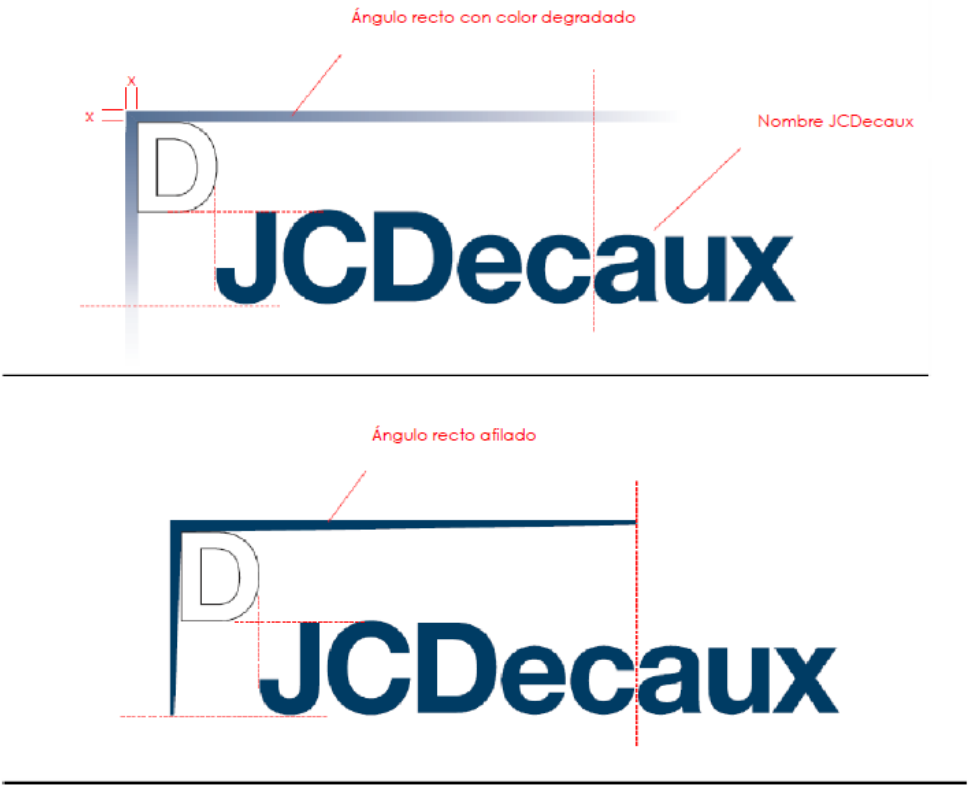 Ángulo recto con color degradado
x
x
Nombre JCDecaux
D
JCDecaux
Ángulo recto afilado
D
JCDecaux